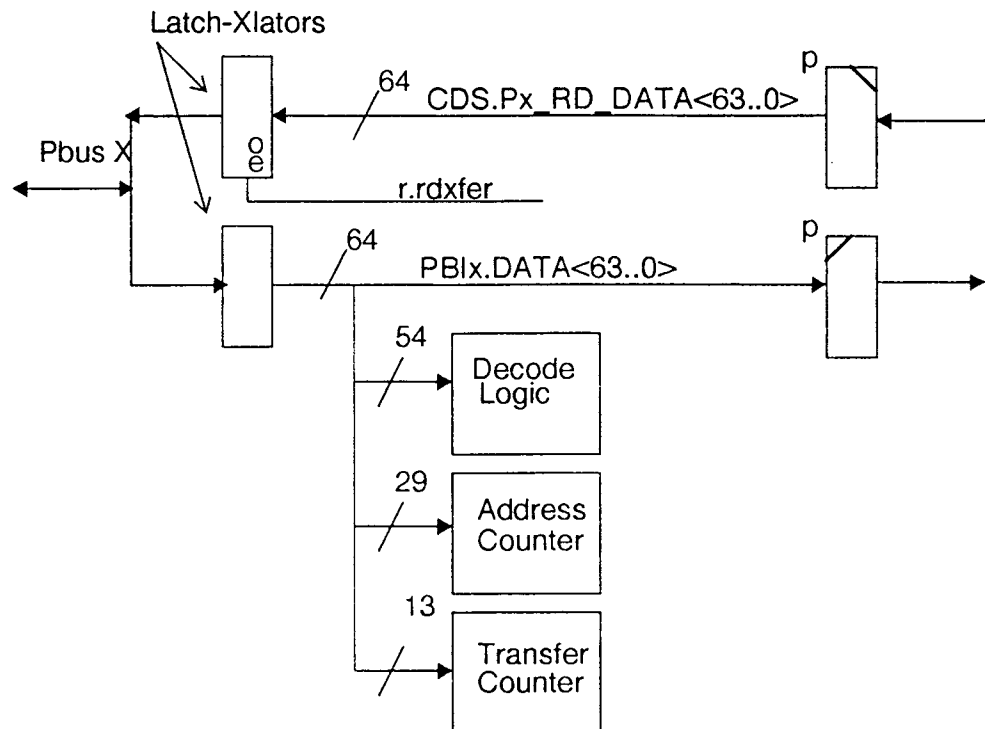 Latch-Xlators
p
64
CDS.Px_RD_DATA<63..0>
oe
Pbus X
r.rdxfer
p
64
PBIx.DATA<63..0>
54
Decode
Logic
29
Address
Counter
13
Transfer
Counter